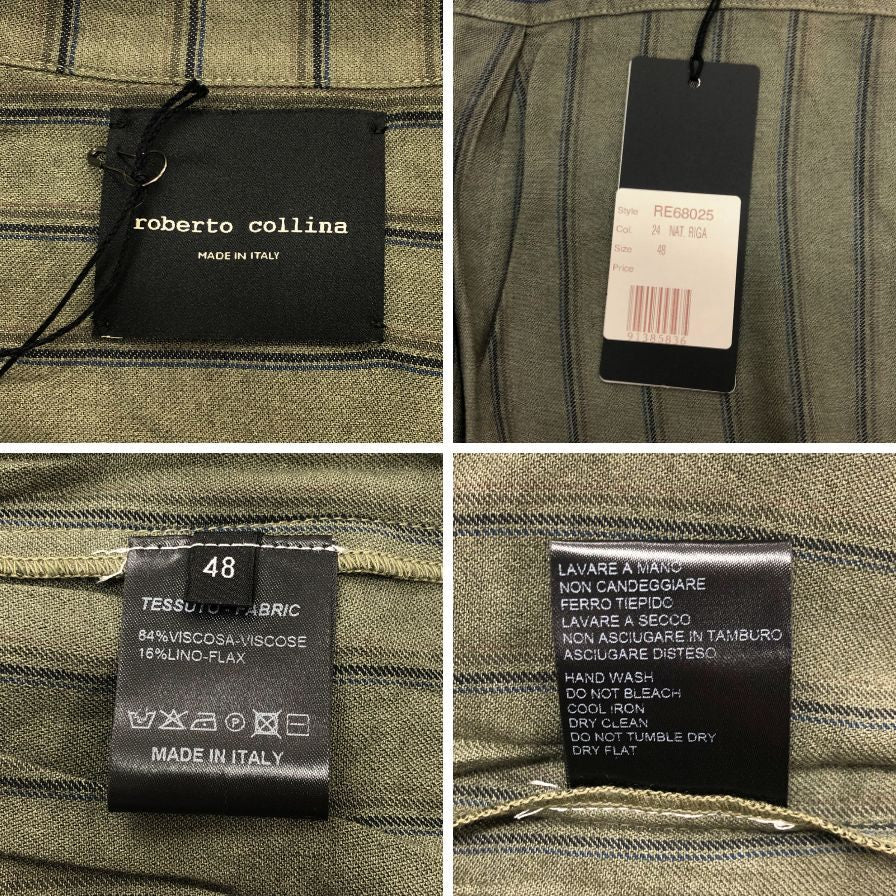 roberto collina
MADE IN ITALY
Style RE68025
Col. 24 NAT. RIGA
Size 48
Price
91385836
48
TESSUTO-FABRIC
84%VISCOSA-VISCOSE
16%LINO-FLAX
MADE IN ITALY
LAVARE A MANO
NON CANDEGGIARE
FERRO TIEPIDO
LAVARE A SECCO
NON ASCIUGARE IN TAMBURO
ASCIUGARE DISTESO
HAND WASH
DO NOT BLEACH
COOL IRON
DRY CLEAN
DO NOT TUMBLE DRY
DRY FLAT